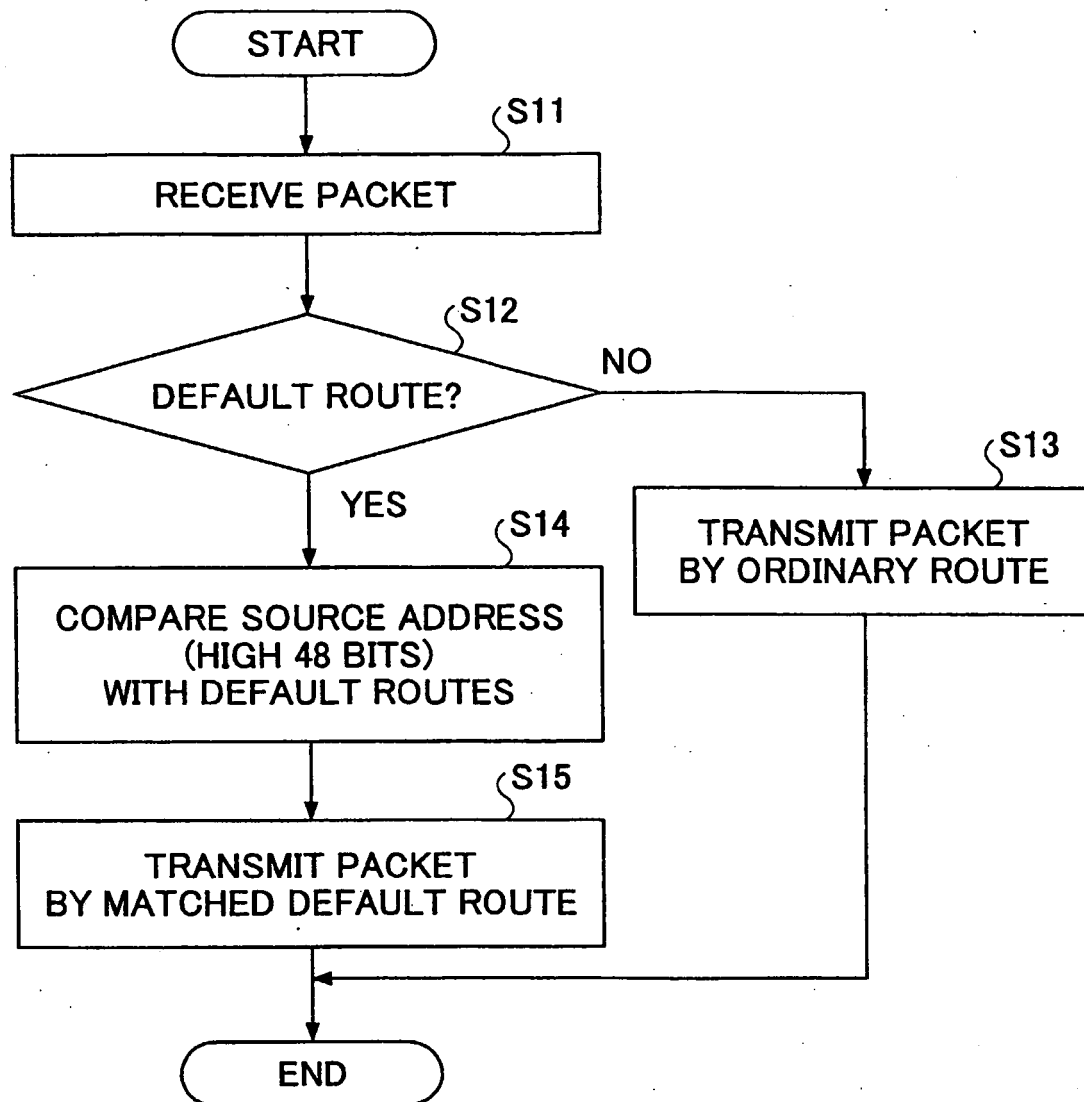 START
S11
RECEIVE PACKET
S12
DEFAULT ROUTE?
NO
YES
S13
TRANSMIT PACKET
BY ORDINARY ROUTE
S14
COMPARE SOURCE ADDRESS
(HIGH 48 BITS)
WITH DEFAULT ROUTES
S15
TRANSMIT PACKET
BY MATCHED DEFAULT ROUTE
END